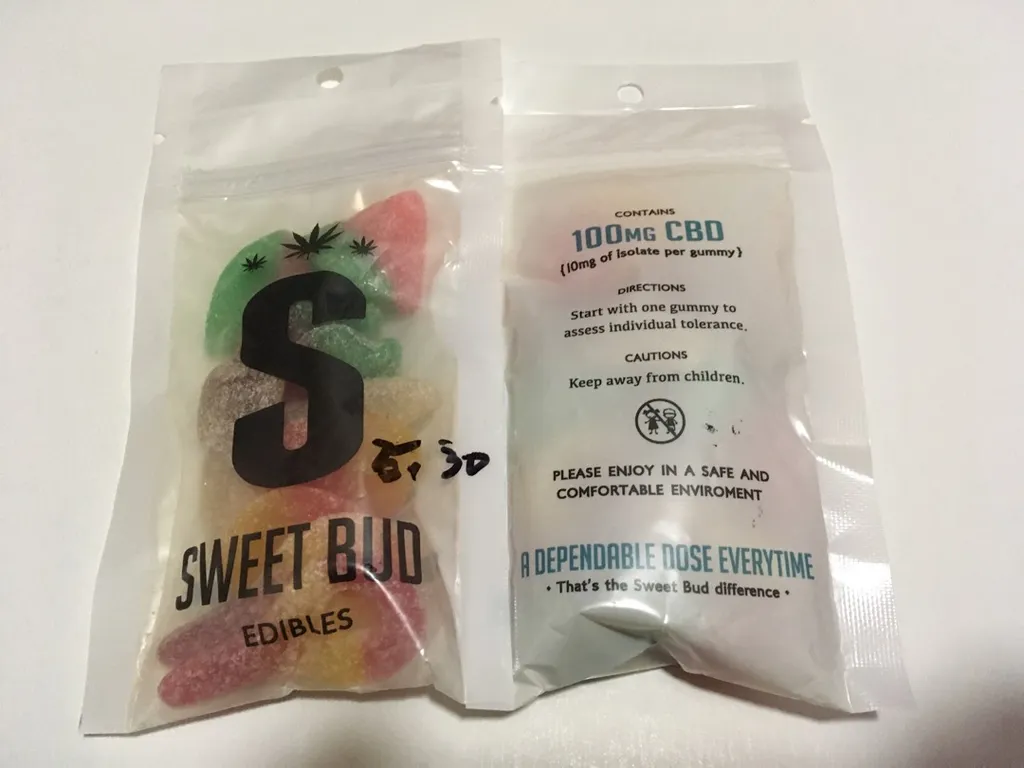 S
SWEET BUD
EDIBLES
CONTAINS
100MG CBD
{10mg of isolate per gummy}
DIRECTIONS
Start with one gummy to
assess individual tolerance.
CAUTIONS
Keep away from children.
PLEASE ENJOY IN A SAFE AND
COMFORTABLE ENVIROMENT
A DEPENDABLE DOSE EVERYTIME
• That's the Sweet Bud difference •